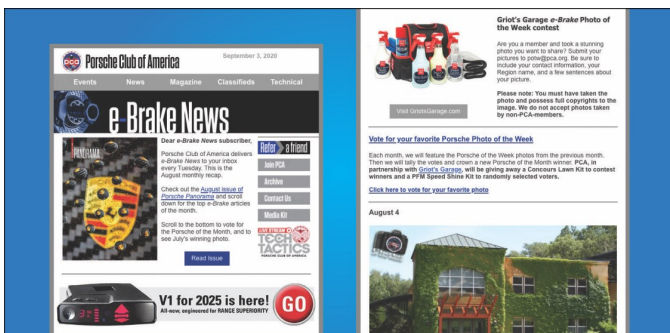 pca
Porsche Club of America
September 3, 2020
Events News Magazine Classifieds Technical
e-Brake News
PANORAMA
Dear e-Brake News subscriber,
Porsche Club of America delivers
e-Brake News to your inbox
every Tuesday. This is the
August monthly recap.
Check out the August issue of
Porsche Panorama and scroll
down for the top e-Brake articles
of the month.
Scroll to the bottom to vote for
the Porsche of the Month, and to
see July's winning photo.
Read Issue
Refer a friend
Join PCA
Archive
Contact Us
Media Kit
LIVE STREAM
TECH
TACTICS
PORSCHE CLUB OF AMERICA
V1 for 2025 is here!
All-new, engineered for RANGE SUPERIORITY
GO
Griot's Garage e-Brake Photo of
the Week contest
Are you a member and took a stunning
photo you want to share? Submit your
pictures to potw@pca.org. Be sure to
include your contact information, your
Region name, and a few sentences about
your picture.
Please note: You must have taken the
photo and possess full copyrights to the
image. We do not accept photos taken
by non-PCA-members.
Visit GriotsGarage.com
Vote for your favorite Porsche Photo of the Week
Each month, we will feature the Porsche of the Week photos from the previous month.
Then we will tally the votes and crown a new Porsche of the Month winner. PCA, in
partnership with Griot's Garage, will be giving away a Concours Lawn Kit to contest
winners and a PFM Speed Shine Kit to randomly selected voters.
Click here to vote for your favorite photo
August 4